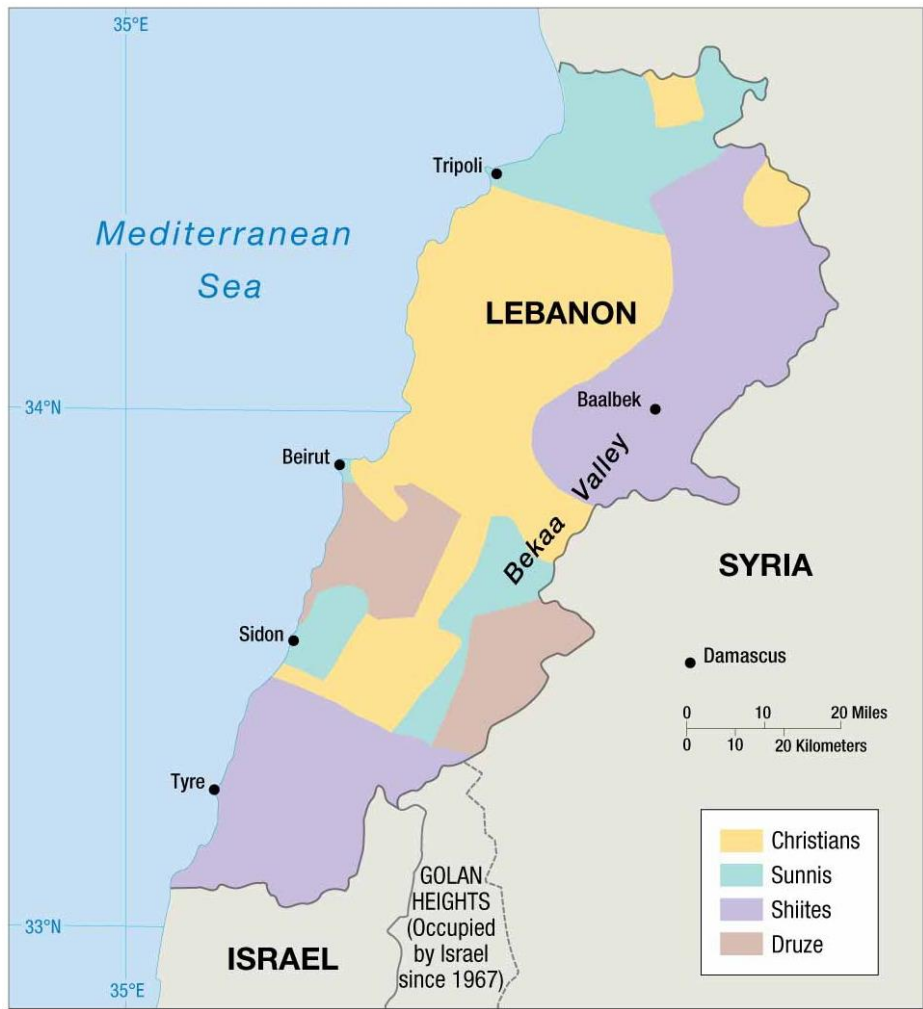 35°E
Tripoli
Mediterranean
Sea
LEBANON
Baalbek
34°N
Beirut
Bekaa Valley
SYRIA
Sidon
Damascus
0 10 20 Miles
0 10 20 Kilometers
Tyre
Christians
Sunnis
Shiites
Druze
GOLAN
HEIGHTS
(Occupied
by Israel
since 1967)
33°N
ISRAEL
35°E